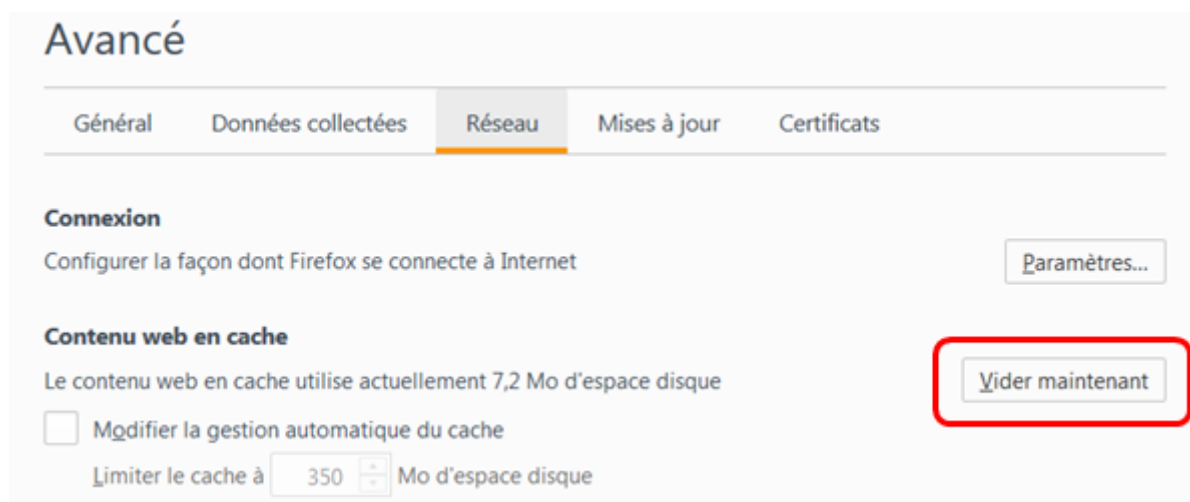 Avancé
Général Données collectées Réseau Mises à jour Certificats
Connexion
Configurer la façon dont Firefox se connecte à Internet Paramètres...
Contenu web en cache
Le contenu web en cache utilise actuellement 7,2 Mo d'espace disque Vider maintenant
Modifier la gestion automatique du cache
Limiter le cache à 350 Mo d'espace disque